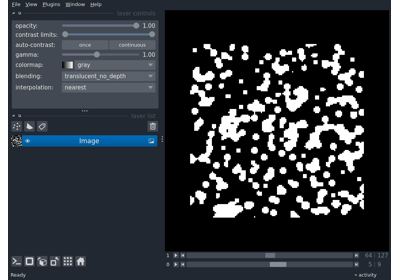 File View Plugins Window Help
layer controls
opacity: 1.00
contrast limits:
auto-contrast: once continuous
gamma: 1.00
colormap: gray
blending: translucent_no_depth
interpolation: nearest
layer list
Image
1 64 127
0 5 9
Ready activity